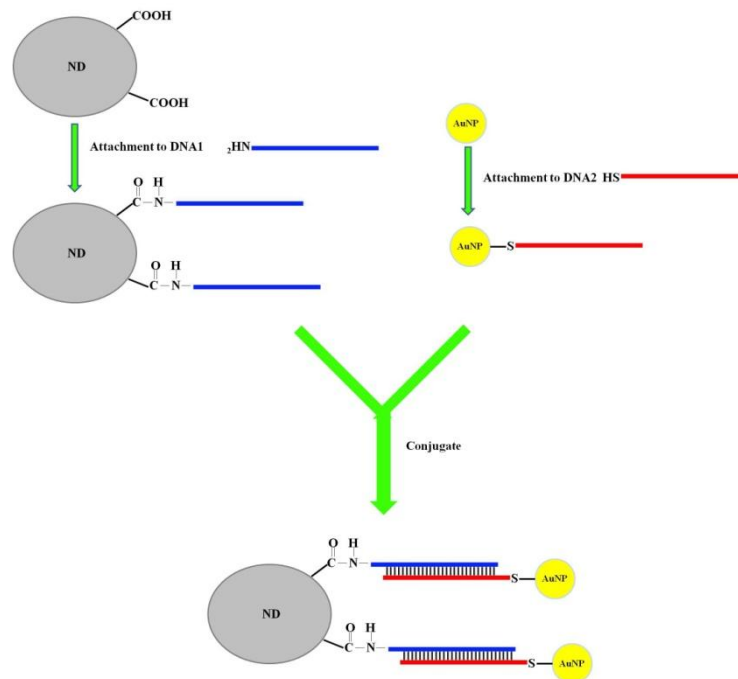 COOH
ND
COOH
Attachment to DNA1 ₂HN
AuNP
Attachment to DNA2 HS
O H
C N
ND
O H
C N
AuNP S
Conjugate
O H
C N
S AuNP
ND
O H
C N
S AuNP